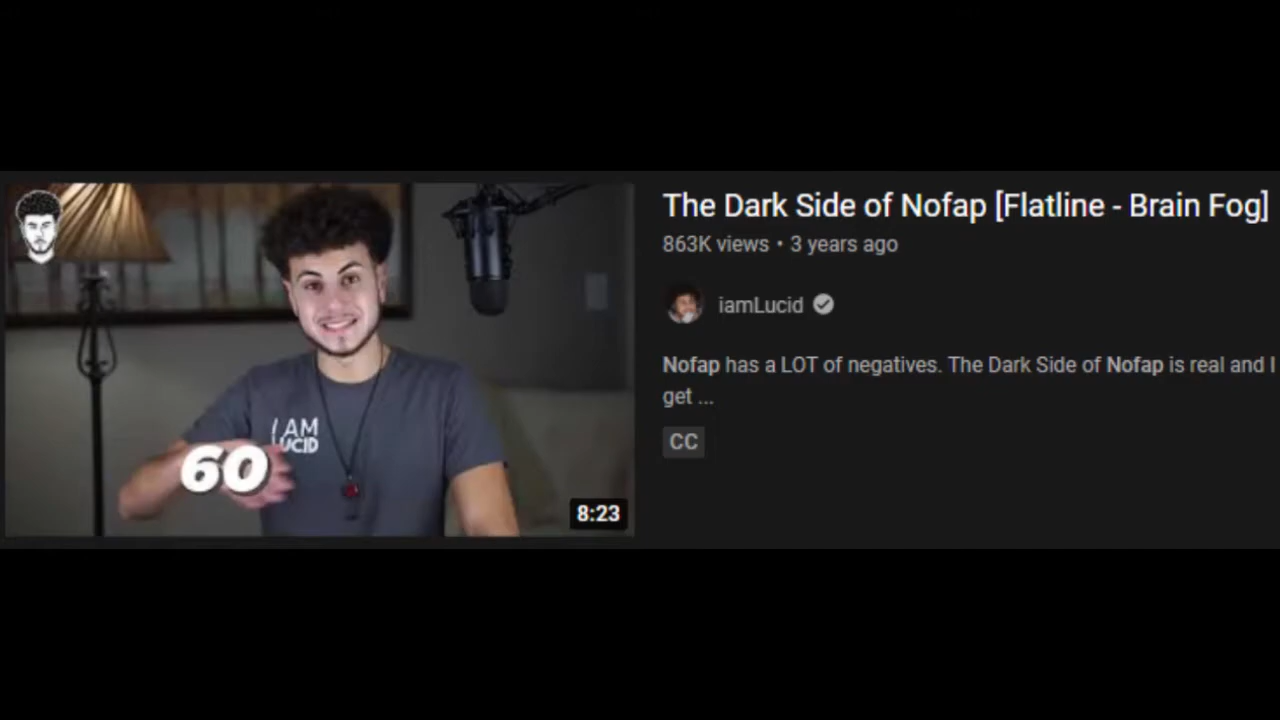 The Dark Side of Nofap [Flatline - Brain Fog]
863K views • 3 years ago
iamLucid
Nofap has a LOT of negatives. The Dark Side of Nofap is real and I
get ...
CC
I AM
LUCID
60
8:23